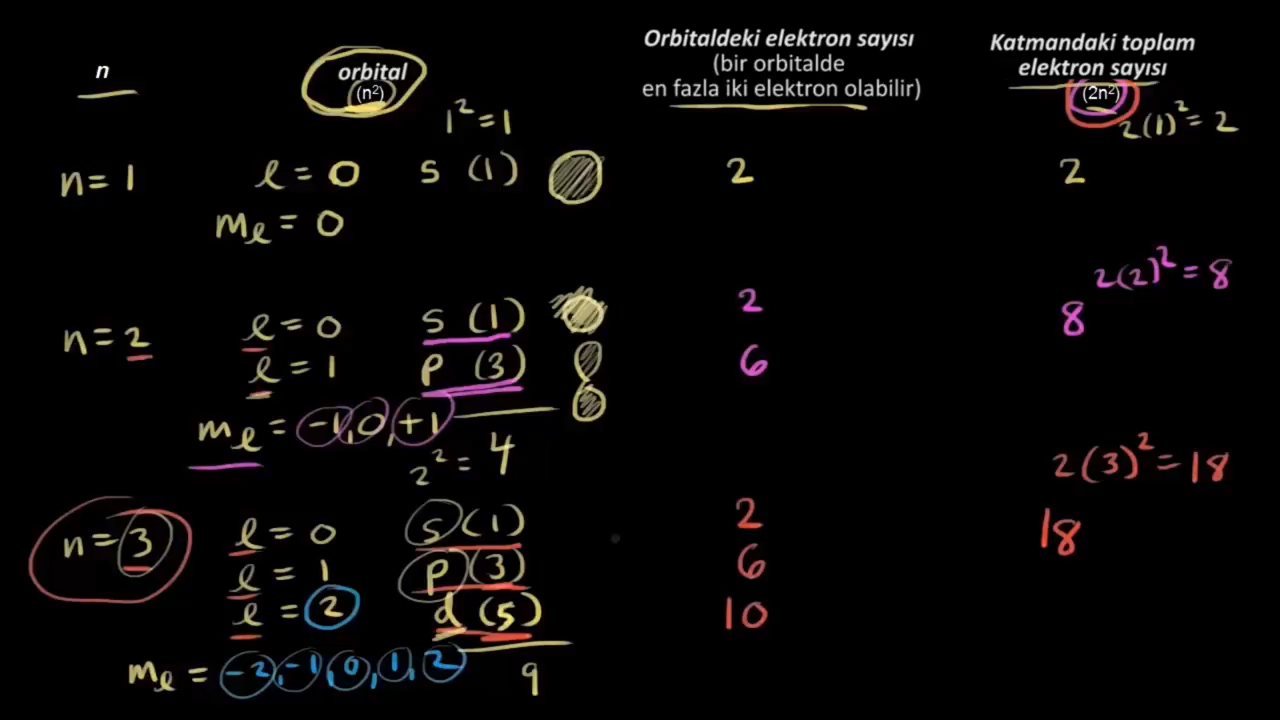 n
orbital
(n²)
Orbitaldeki elektron sayısı
(bir orbitalde
en fazla iki elektron olabilir)
Katmandaki toplam
elektron sayısı
(2n²)
1² = 1
2(1)² = 2
n = 1
l = 0
s (1)
2
2
mₗ = 0
2(2)² = 8
n = 2
l = 0
s (1)
2
8
l = 1
p (3)
6
mₗ = -1, 0, +1
2² = 4
2(3)² = 18
n = 3
l = 0
s (1)
2
18
l = 1
p (3)
6
l = 2
d (5)
10
mₗ = -2, -1, 0, 1, 2
9